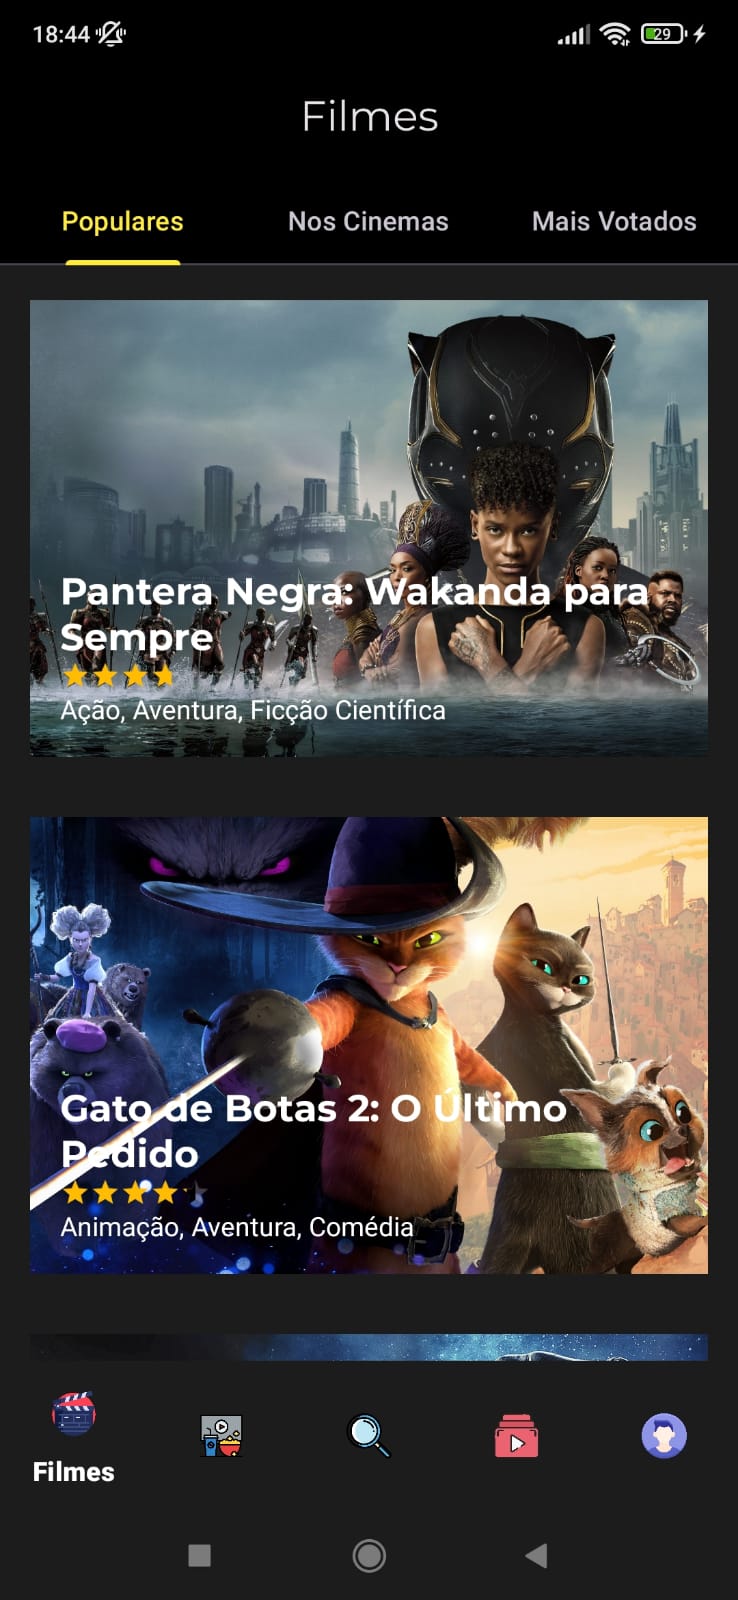 18:44
29
Filmes
Populares
Nos Cinemas
Mais Votados
Pantera Negra: Wakanda para
Sempre
Ação, Aventura, Ficção Científica
Gato de Botas 2: O Último
Pedido
Animação, Aventura, Comédia
Filmes